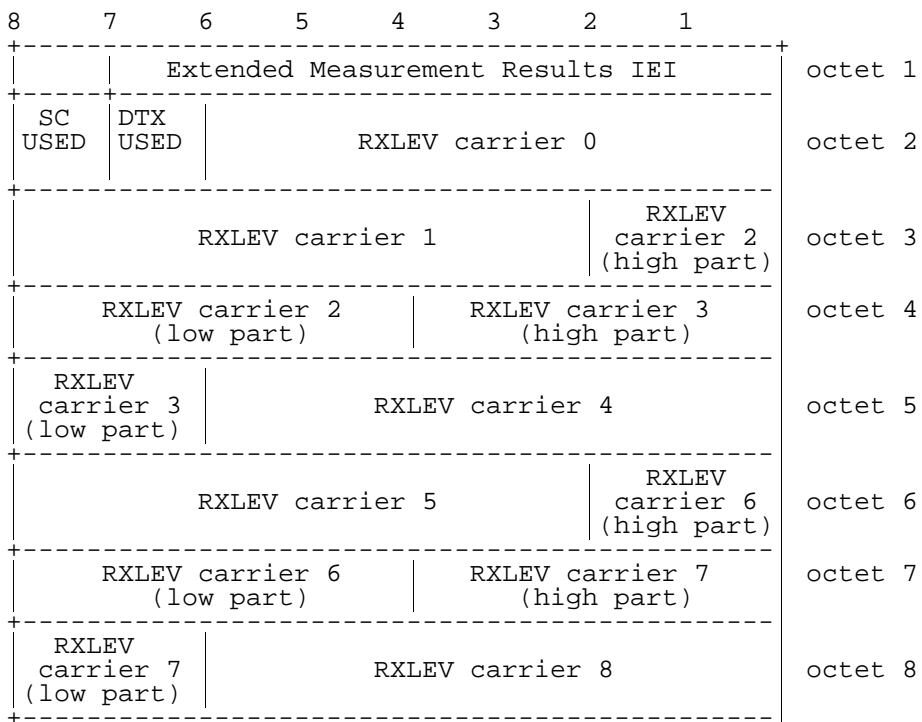 8 7 6 5 4 3 2 1
Extended Measurement Results IEI octet 1
SC DTX
USED USED RXLEV carrier 0 octet 2
RXLEV
RXLEV carrier 1 carrier 2 octet 3
(high part)
RXLEV carrier 2 RXLEV carrier 3 octet 4
(low part) (high part)
RXLEV
carrier 3 RXLEV carrier 4 octet 5
(low part)
RXLEV
RXLEV carrier 5 carrier 6 octet 6
(high part)
RXLEV carrier 6 RXLEV carrier 7 octet 7
(low part) (high part)
RXLEV
carrier 7 RXLEV carrier 8 octet 8
(low part)